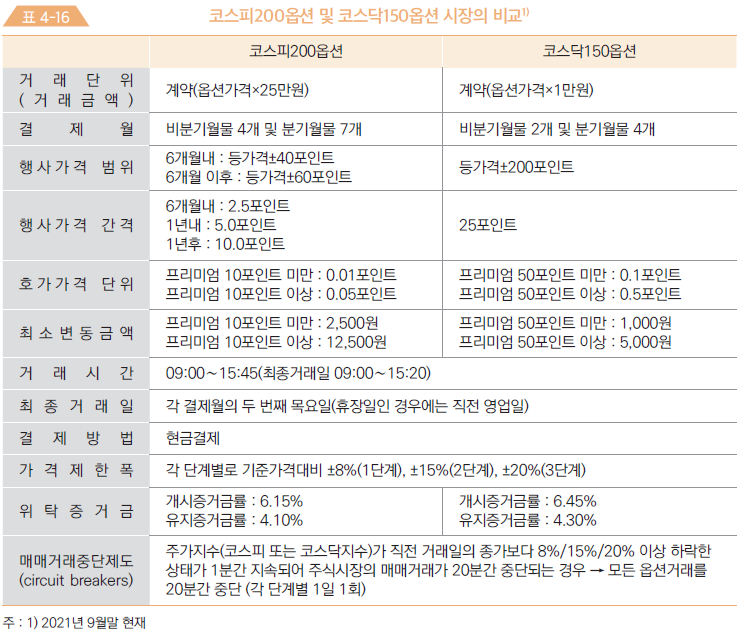 표 4-16
코스피200옵션 및 코스닥150옵션 시장의 비교1)
코스피200옵션 코스닥150옵션
거래단위
(거래금액)
계약(옵션가격×25만원) 계약(옵션가격×1만원)
결제월 비분기월물 4개 및 분기월물 7개 비분기월물 2개 및 분기월물 4개
행사가격 범위
6개월내 : 등가격±40포인트
6개월 이후 : 등가격±60포인트
등가격±200포인트
행사가격 간격
6개월내 : 2.5포인트
1년내 : 5.0포인트
1년후 : 10.0포인트
25포인트
호가가격 단위
프리미엄 10포인트 미만 : 0.01포인트
프리미엄 10포인트 이상 : 0.05포인트
프리미엄 50포인트 미만 : 0.1포인트
프리미엄 50포인트 이상 : 0.5포인트
최소변동금액
프리미엄 10포인트 미만 : 2,500원
프리미엄 10포인트 이상 : 12,500원
프리미엄 50포인트 미만 : 1,000원
프리미엄 50포인트 이상 : 5,000원
거래시간 09:00~15:45(최종거래일 09:00~15:20)
최종거래일 각 결제월의 두 번째 목요일(휴장일인 경우에는 직전 영업일)
결제방법 현금결제
가격제한폭 각 단계별로 기준가격대비 ±8%(1단계), ±15%(2단계), ±20%(3단계)
위탁증거금
개시증거금률 : 6.15%
유지증거금률 : 4.10%
개시증거금률 : 6.45%
유지증거금률 : 4.30%
매매거래중단제도
(circuit breakers)
주가지수(코스피 또는 코스닥지수)가 직전 거래일의 종가보다 8%/15%/20% 이상 하락한
상태가 1분간 지속되어 주식시장의 매매거래가 20분간 중단되는 경우 → 모든 옵션거래를
20분간 중단 (각 단계별 1일 1회)
주 : 1) 2021년 9월말 현재